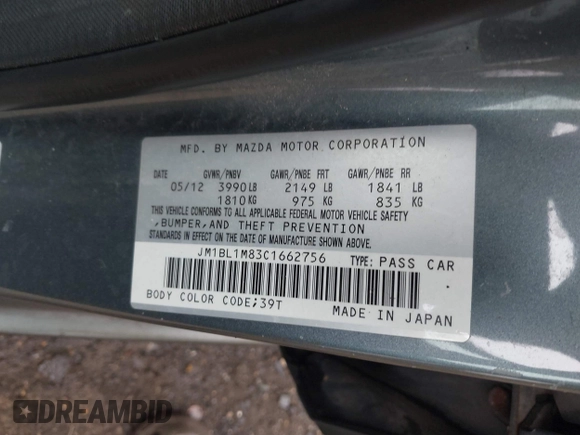 MFD. BY MAZDA MOTOR CORPORATION
DATE GVWR/PNBV GAWR/PNBE FRT GAWR/PNBE RR
05/12 3990 LB 2149 LB 1841 LB
1810 KG 975 KG 835 KG
THIS VEHICLE CONFORMS TO ALL APPLICABLE FEDERAL MOTOR VEHICLE SAFETY
,BUMPER,AND THEFT PREVENTION
STANDARDS IN EFFECT ON THE DATE OF MANUFACTURE SHOWN ABOVE.
JM1BL1M83C1662756 TYPE: PASS CAR
BODY COLOR CODE;39T MADE IN JAPAN
DREAMBID